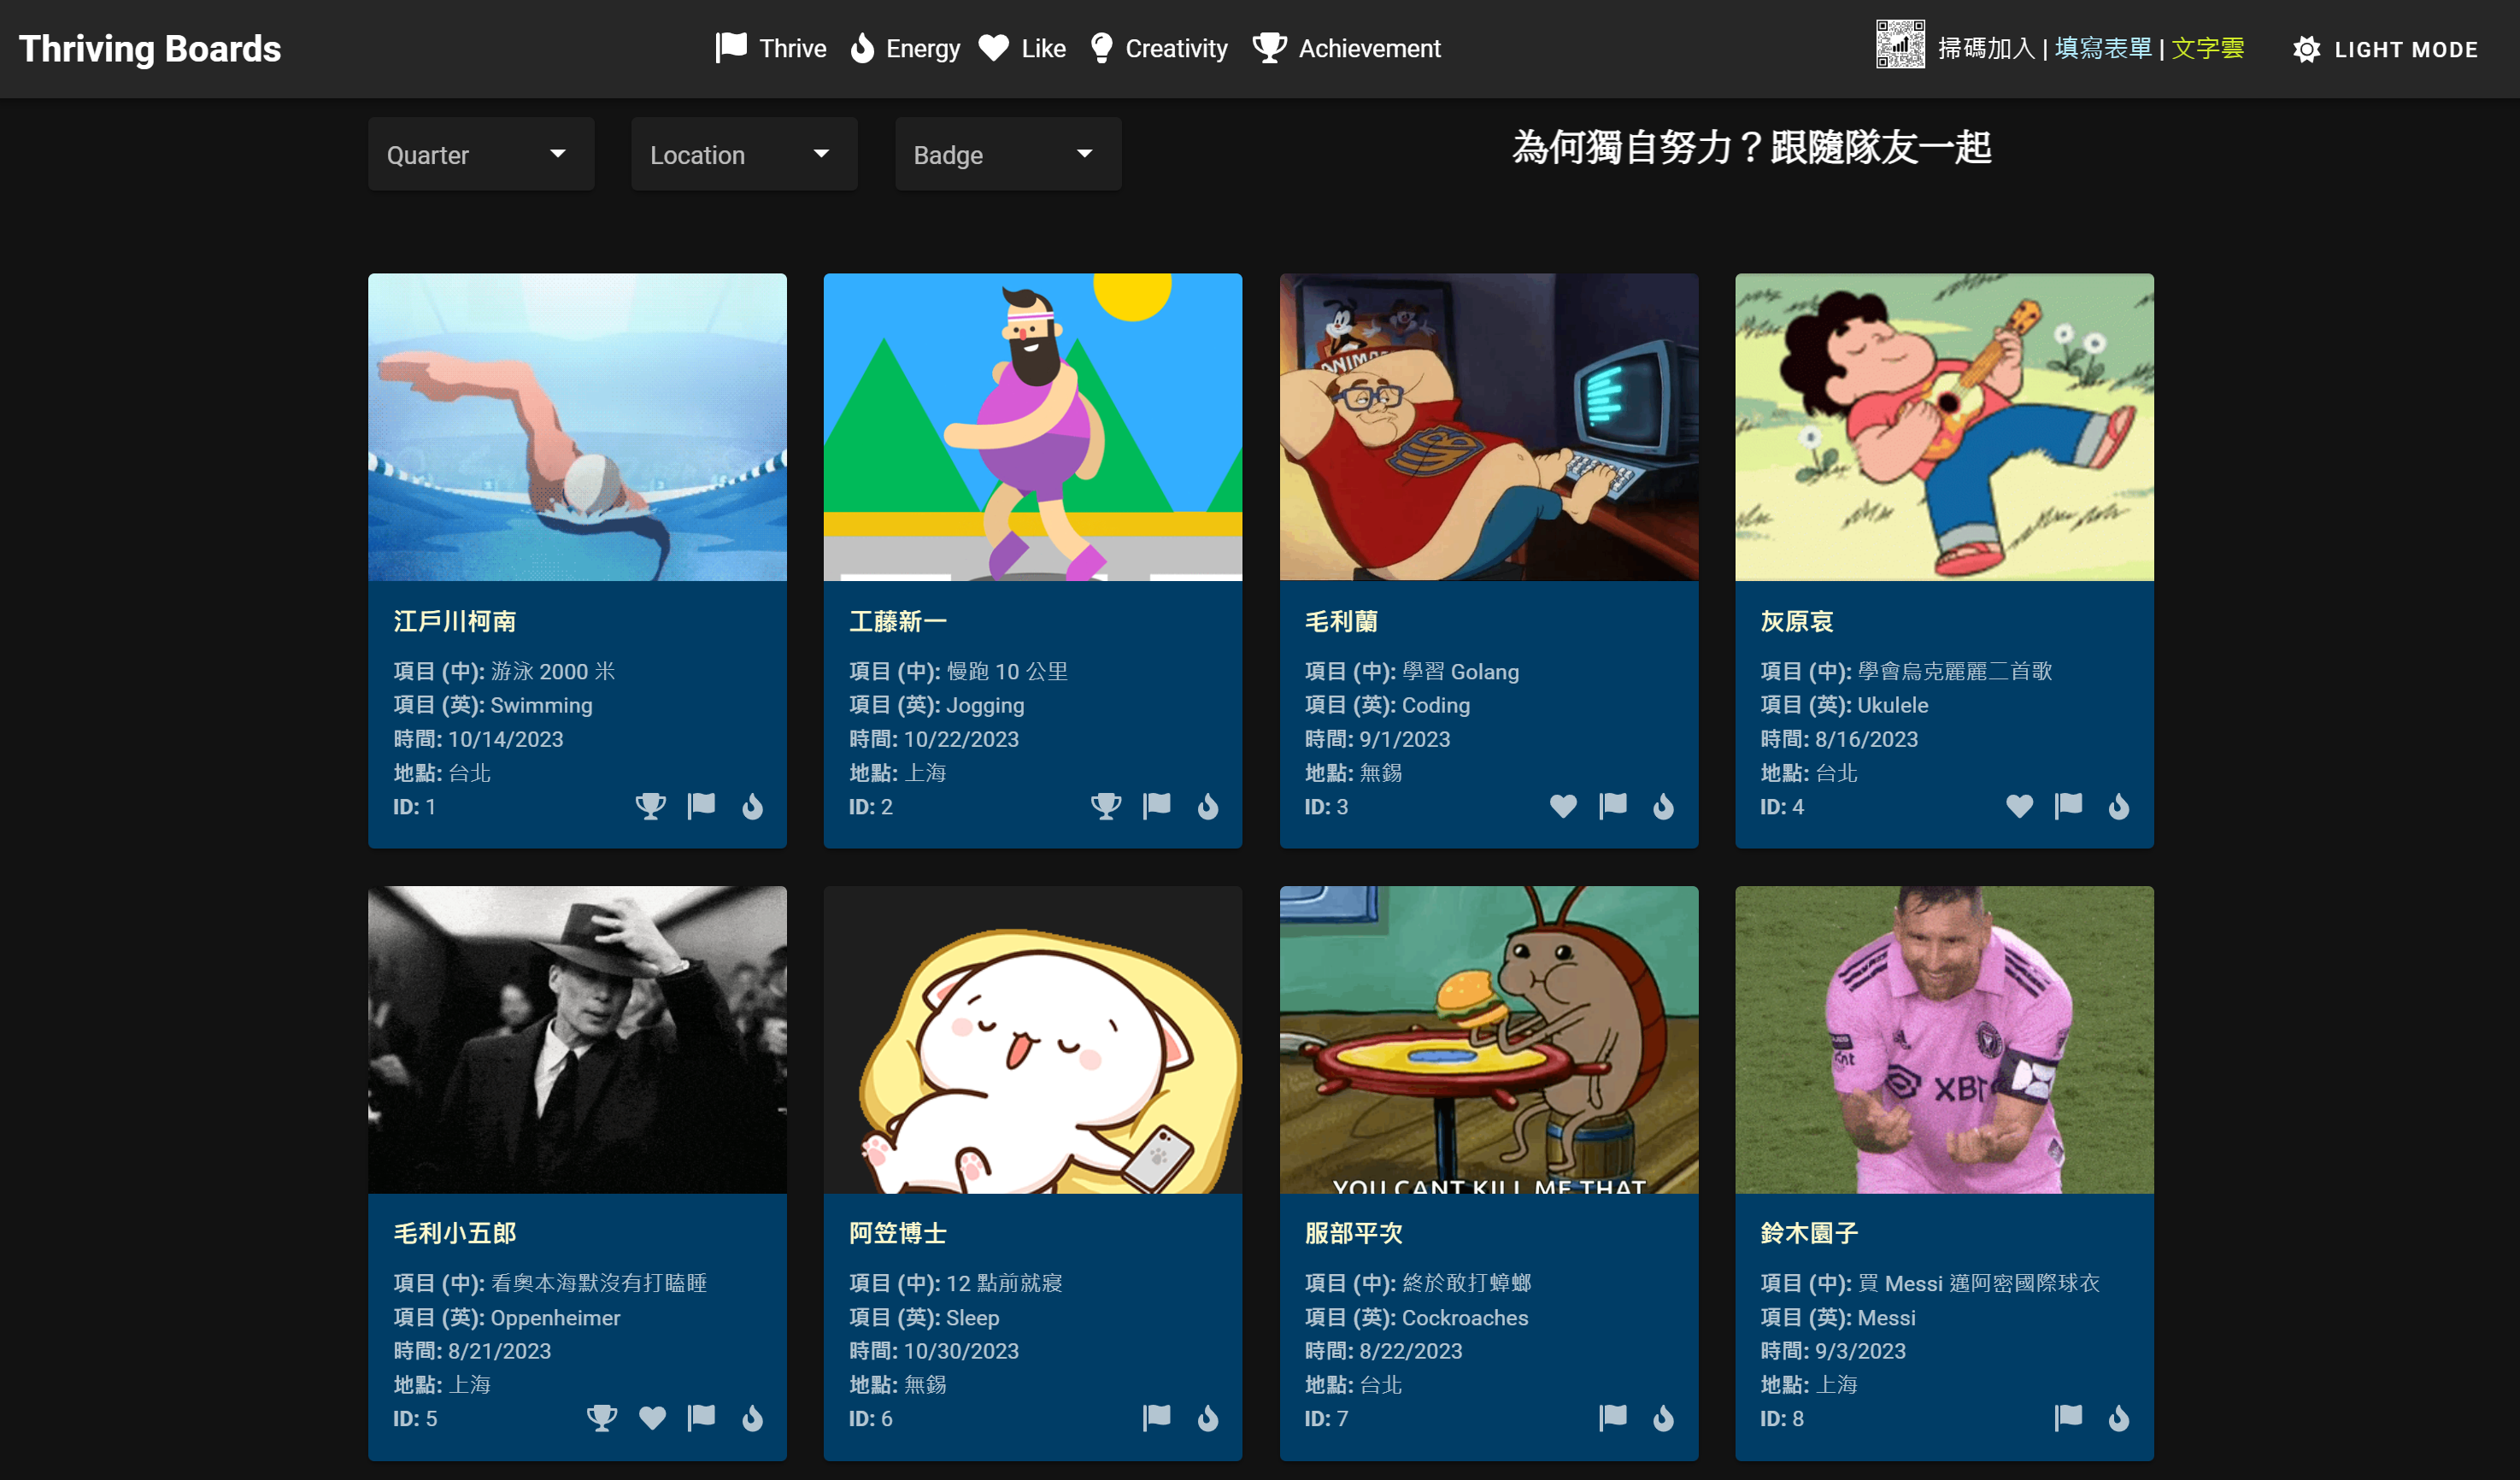 Thriving Boards
Thrive Energy Like Creativity Achievement
掃碼加入 | 填寫表單 | 文字雲
LIGHT MODE
Quarter
Location
Badge
為何獨自努力？跟隨隊友一起
江戶川柯南
項目 (中): 游泳 2000 米
項目 (英): Swimming
時間: 10/14/2023
地點: 台北
ID: 1
工藤新一
項目 (中): 慢跑 10 公里
項目 (英): Jogging
時間: 10/22/2023
地點: 上海
ID: 2
ANIMA
WB
毛利蘭
項目 (中): 學習 Golang
項目 (英): Coding
時間: 9/1/2023
地點: 無錫
ID: 3
灰原哀
項目 (中): 學會烏克麗麗二首歌
項目 (英): Ukulele
時間: 8/16/2023
地點: 台北
ID: 4
毛利小五郎
項目 (中): 看奧本海默沒有打瞌睡
項目 (英): Oppenheimer
時間: 8/21/2023
地點: 上海
ID: 5
阿笠博士
項目 (中): 12 點前就寢
項目 (英): Sleep
時間: 10/30/2023
地點: 無錫
ID: 6
YOU CANT KILL ME THAT
服部平次
項目 (中): 終於敢打蟑螂
項目 (英): Cockroaches
時間: 8/22/2023
地點: 台北
ID: 7
XBT
鈴木園子
項目 (中): 買 Messi 邁阿密國際球衣
項目 (英): Messi
時間: 9/3/2023
地點: 上海
ID: 8